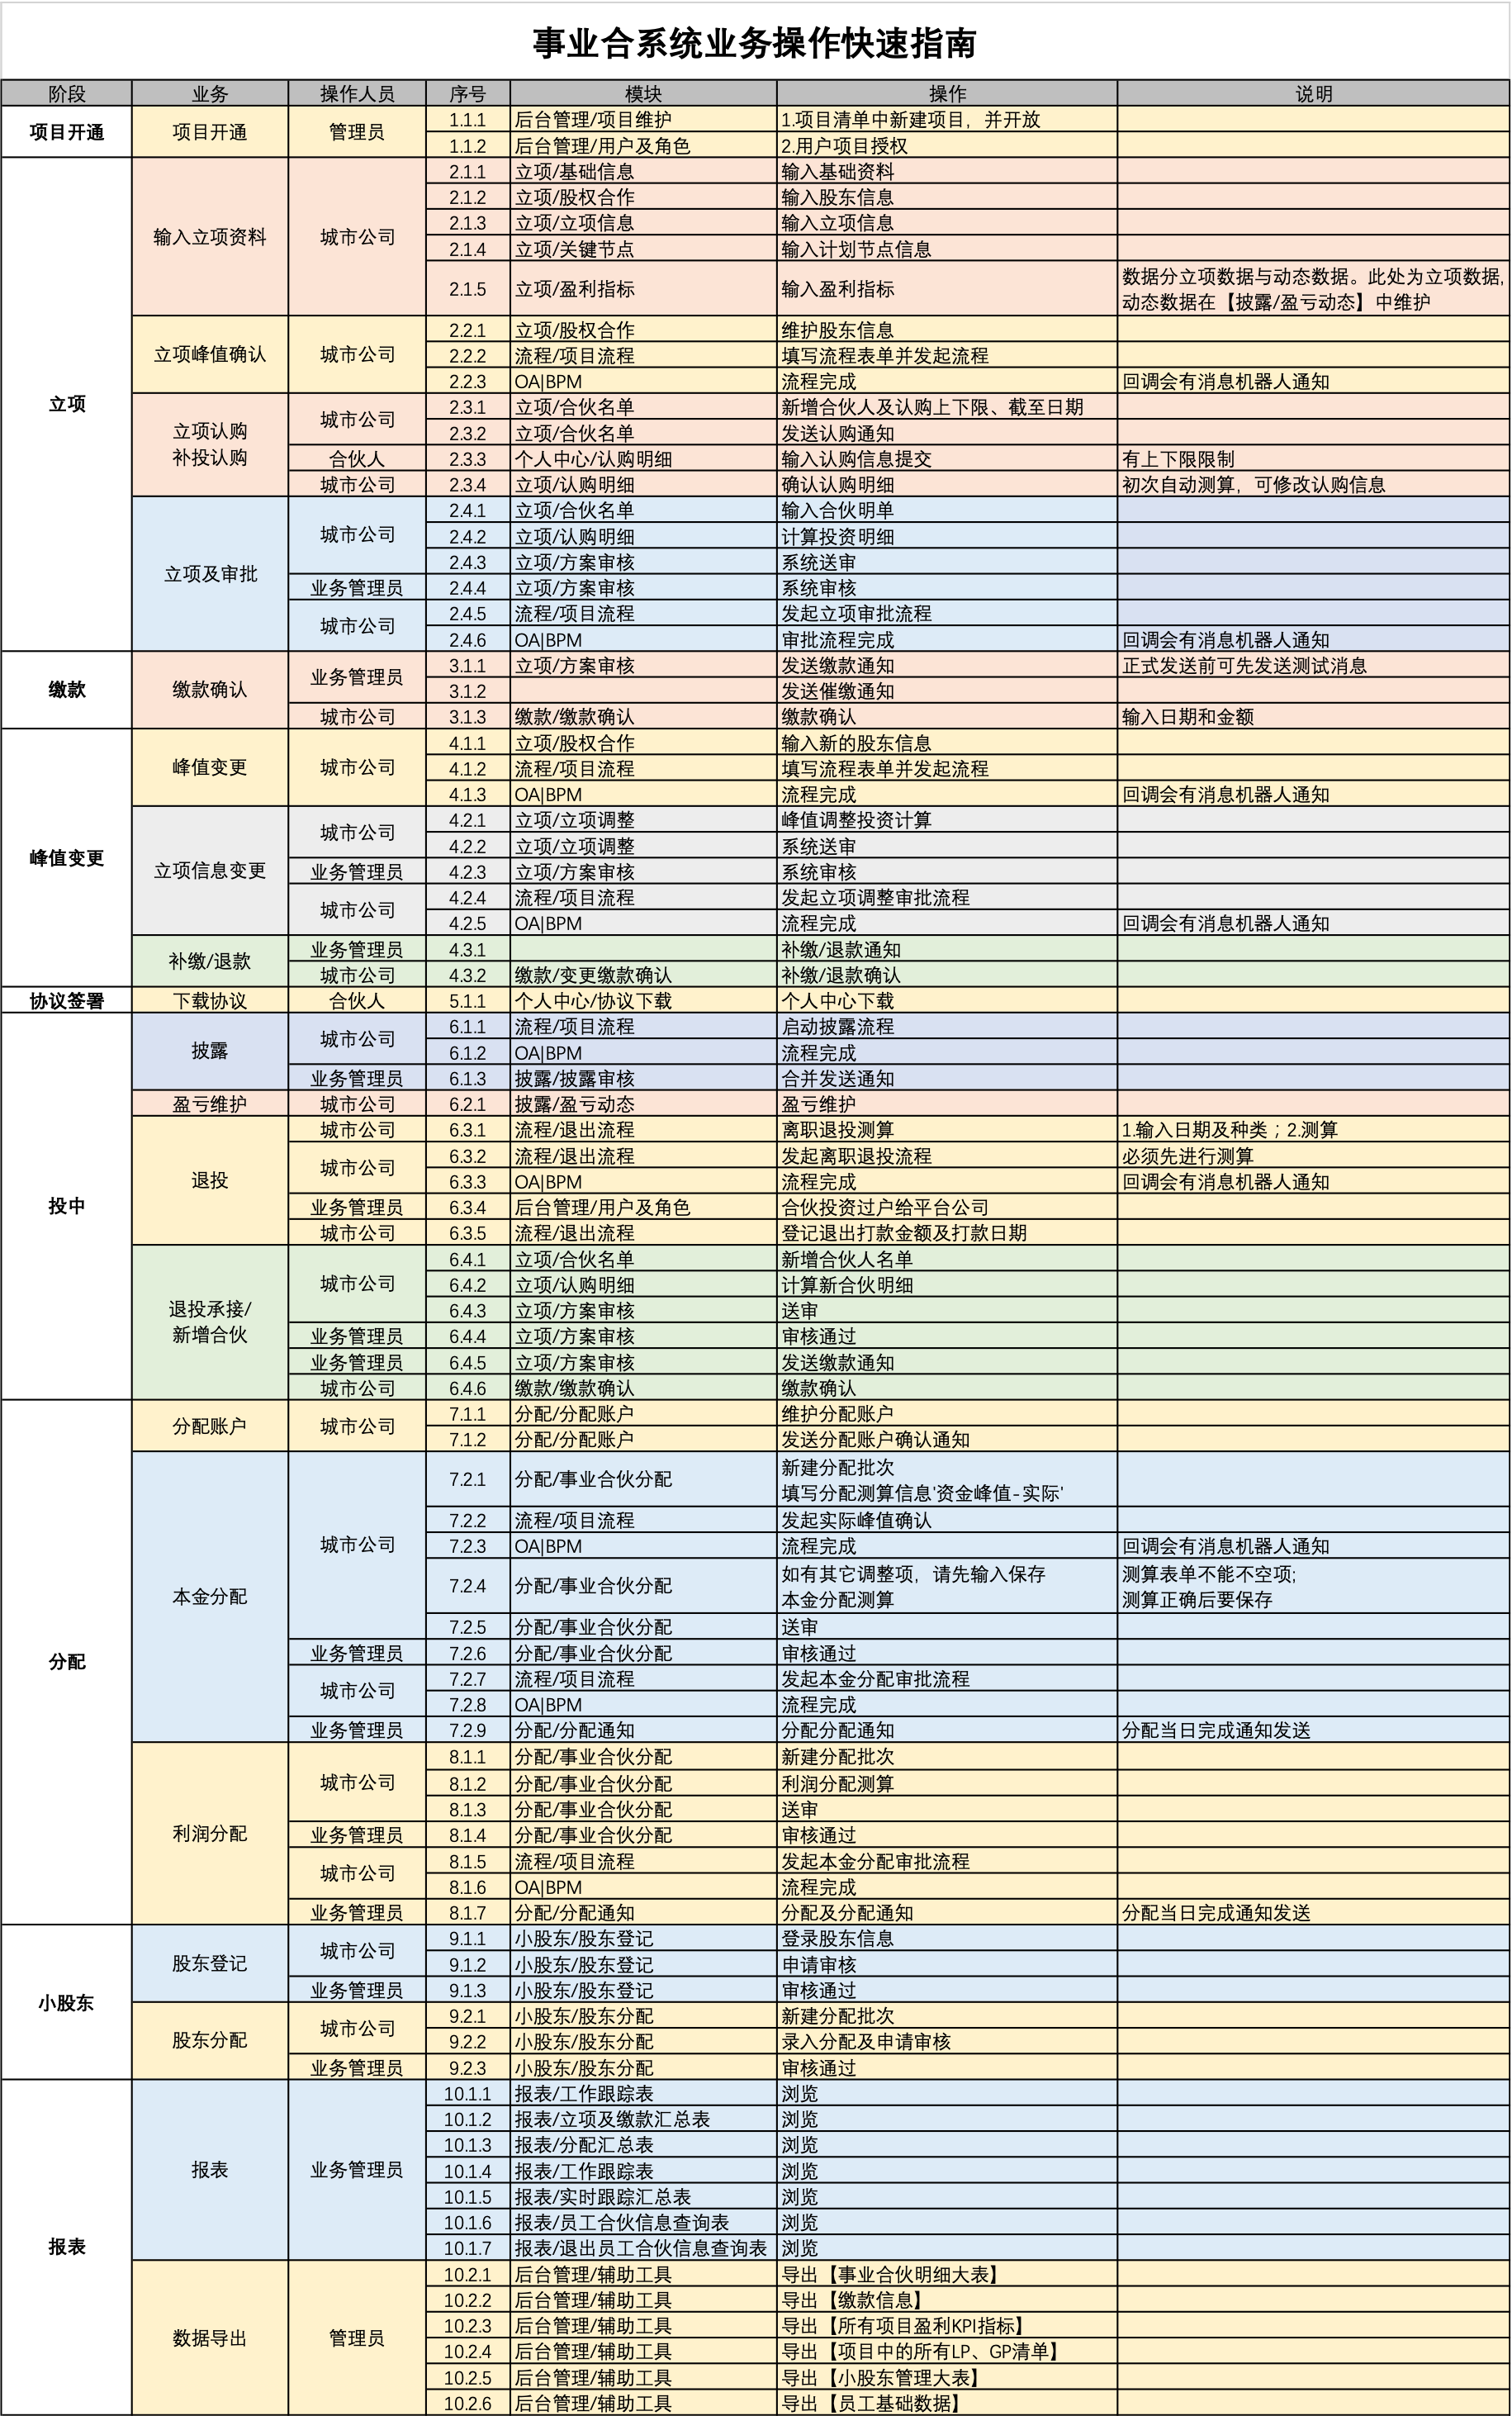 事业合系统业务操作快速指南
阶段 业务 操作人员 序号 模块 操作 说明
项目开通 项目开通 管理员 1.1.1 后台管理/项目维护 1.项目清单中新建项目，并开放
1.1.2 后台管理/用户及角色 2.用户项目授权
立项 输入立项资料 城市公司 2.1.1 立项/基础信息 输入基础资料
2.1.2 立项/股权合作 输入股东信息
2.1.3 立项/立项信息 输入立项信息
2.1.4 立项/关键节点 输入计划节点信息
2.1.5 立项/盈利指标 输入盈利指标 数据分立项数据与动态数据。此处为立项数据,
动态数据在【披露/盈亏动态】中维护
立项峰值确认 城市公司 2.2.1 立项/股权合作 维护股东信息
2.2.2 流程/项目流程 填写流程表单并发起流程
2.2.3 OA|BPM 流程完成 回调会有消息机器人通知
立项认购
补投认购 城市公司 2.3.1 立项/合伙名单 新增合伙人及认购上下限、截至日期
2.3.2 立项/合伙名单 发送认购通知
合伙人 2.3.3 个人中心/认购明细 输入认购信息提交 有上下限限制
城市公司 2.3.4 立项/认购明细 确认认购明细 初次自动测算，可修改认购信息
立项及审批 城市公司 2.4.1 立项/合伙名单 输入合伙明单
2.4.2 立项/认购明细 计算投资明细
2.4.3 立项/方案审核 系统送审
业务管理员 2.4.4 立项/方案审核 系统审核
城市公司 2.4.5 流程/项目流程 发起立项审批流程
2.4.6 OA|BPM 审批流程完成 回调会有消息机器人通知
缴款 缴款确认 业务管理员 3.1.1 立项/方案审核 发送缴款通知 正式发送前可先发送测试消息
3.1.2 发送催缴通知
城市公司 3.1.3 缴款/缴款确认 缴款确认 输入日期和金额
峰值变更 峰值变更 城市公司 4.1.1 立项/股权合作 输入新的股东信息
4.1.2 流程/项目流程 填写流程表单并发起流程
4.1.3 OA|BPM 流程完成 回调会有消息机器人通知
立项信息变更 城市公司 4.2.1 立项/立项调整 峰值调整投资计算
4.2.2 立项/立项调整 系统送审
业务管理员 4.2.3 立项/方案审核 系统审核
城市公司 4.2.4 流程/项目流程 发起立项调整审批流程
4.2.5 OA|BPM 流程完成 回调会有消息机器人通知
补缴/退款 业务管理员 4.3.1 补缴/退款通知
城市公司 4.3.2 缴款/变更缴款确认 补缴/退款确认
协议签署 下载协议 合伙人 5.1.1 个人中心/协议下载 个人中心下载
投中 披露 城市公司 6.1.1 流程/项目流程 启动披露流程
6.1.2 OA|BPM 流程完成
业务管理员 6.1.3 披露/披露审核 合并发送通知
盈亏维护 城市公司 6.2.1 披露/盈亏动态 盈亏维护
退投 城市公司 6.3.1 流程/退出流程 离职退投测算 1.输入日期及种类；2.测算
城市公司 6.3.2 流程/退出流程 发起离职退投流程 必须先进行测算
6.3.3 OA|BPM 流程完成 回调会有消息机器人通知
业务管理员 6.3.4 后台管理/用户及角色 合伙投资过户给平台公司
城市公司 6.3.5 流程/退出流程 登记退出打款金额及打款日期
退投承接/
新增合伙 城市公司 6.4.1 立项/合伙名单 新增合伙人名单
6.4.2 立项/认购明细 计算新合伙明细
6.4.3 立项/方案审核 送审
业务管理员 6.4.4 立项/方案审核 审核通过
业务管理员 6.4.5 立项/方案审核 发送缴款通知
城市公司 6.4.6 缴款/缴款确认 缴款确认
分配 分配账户 城市公司 7.1.1 分配/分配账户 维护分配账户
7.1.2 分配/分配账户 发送分配账户确认通知
本金分配 城市公司 7.2.1 分配/事业合伙分配 新建分配批次
填写分配测算信息'资金峰值-实际'
7.2.2 流程/项目流程 发起实际峰值确认
7.2.3 OA|BPM 流程完成 回调会有消息机器人通知
7.2.4 分配/事业合伙分配 如有其它调整项，请先输入保存 测算表单不能不空项;
本金分配测算 测算正确后要保存
7.2.5 分配/事业合伙分配 送审
业务管理员 7.2.6 分配/事业合伙分配 审核通过
城市公司 7.2.7 流程/项目流程 发起本金分配审批流程
7.2.8 OA|BPM 流程完成
业务管理员 7.2.9 分配/分配通知 分配分配通知 分配当日完成通知发送
利润分配 城市公司 8.1.1 分配/事业合伙分配 新建分配批次
8.1.2 分配/事业合伙分配 利润分配测算
8.1.3 分配/事业合伙分配 送审
业务管理员 8.1.4 分配/事业合伙分配 审核通过
城市公司 8.1.5 流程/项目流程 发起本金分配审批流程
8.1.6 OA|BPM 流程完成
业务管理员 8.1.7 分配/分配通知 分配及分配通知 分配当日完成通知发送
小股东 股东登记 城市公司 9.1.1 小股东/股东登记 登录股东信息
9.1.2 小股东/股东登记 申请审核
业务管理员 9.1.3 小股东/股东登记 审核通过
股东分配 城市公司 9.2.1 小股东/股东分配 新建分配批次
9.2.2 小股东/股东分配 录入分配及申请审核
业务管理员 9.2.3 小股东/股东分配 审核通过
报表 报表 业务管理员 10.1.1 报表/工作跟踪表 浏览
10.1.2 报表/立项及缴款汇总表 浏览
10.1.3 报表/分配汇总表 浏览
10.1.4 报表/工作跟踪表 浏览
10.1.5 报表/实时跟踪汇总表 浏览
10.1.6 报表/员工合伙信息查询表 浏览
10.1.7 报表/退出员工合伙信息查询表 浏览
数据导出 管理员 10.2.1 后台管理/辅助工具 导出【事业合伙明细大表】
10.2.2 后台管理/辅助工具 导出【缴款信息】
10.2.3 后台管理/辅助工具 导出【所有项目盈利KPI指标】
10.2.4 后台管理/辅助工具 导出【项目中的所有LP、GP清单】
10.2.5 后台管理/辅助工具 导出【小股东管理大表】
10.2.6 后台管理/辅助工具 导出【员工基础数据】